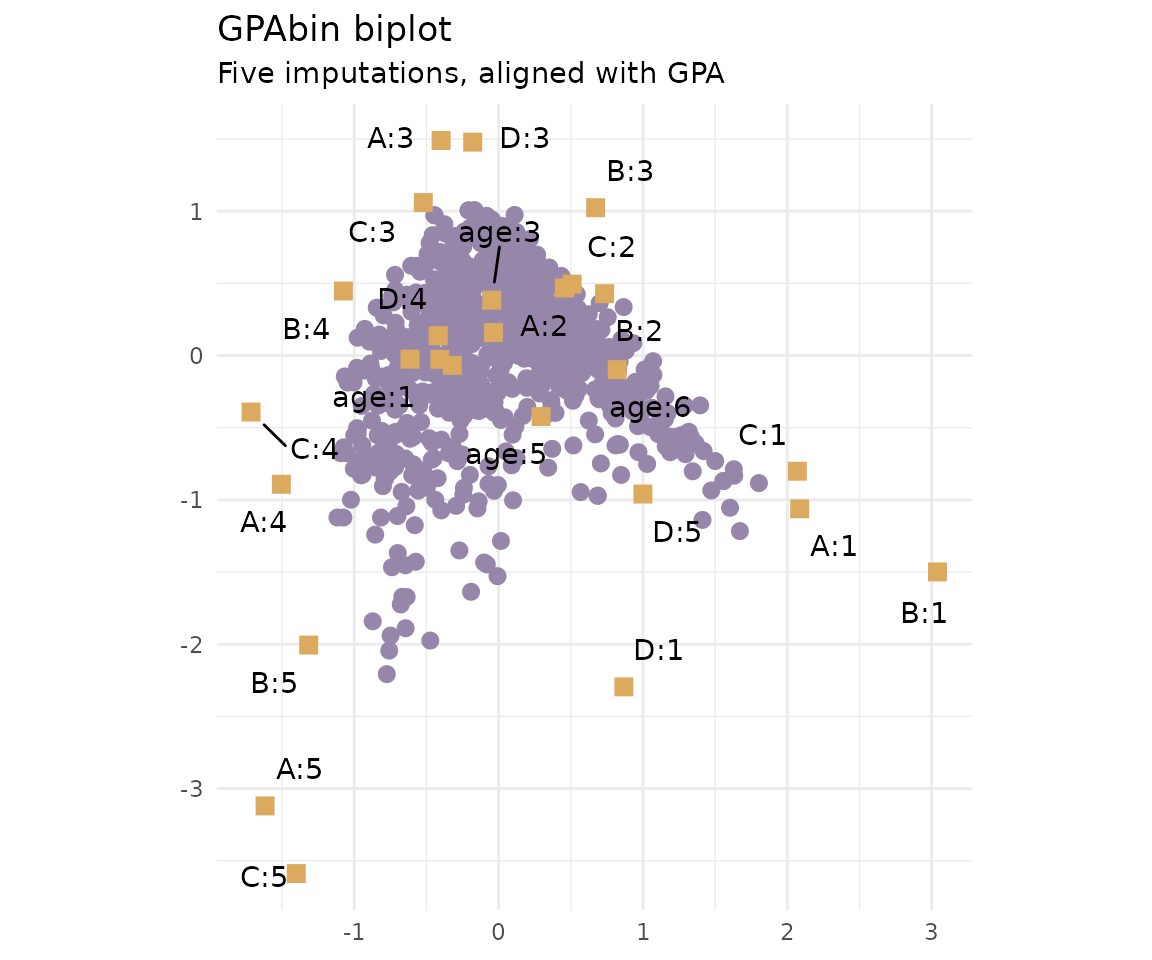 GPAbin biplot
Five imputations, aligned with GPA
A:3
D:3
B:3
C:3
age:3
C:2
D:4
B:4
A:2
B:2
age:1
age:6
C:4
age:5
C:1
A:4
D:5
A:1
B:1
D:1
B:5
A:5
C:5
1
0
-1
-2
-3
-1
0
1
2
3